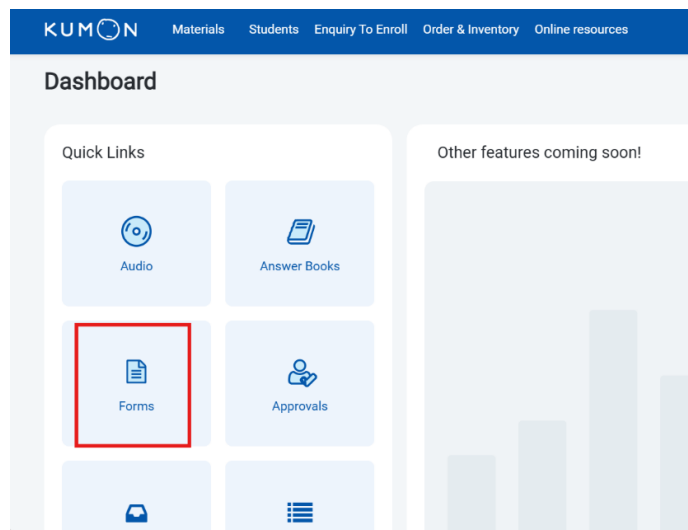 KUMON Materials Students Enquiry To Enroll Order & Inventory Online resources
Dashboard
Quick Links
Other features coming soon!
Audio
Answer Books
Forms
Approvals